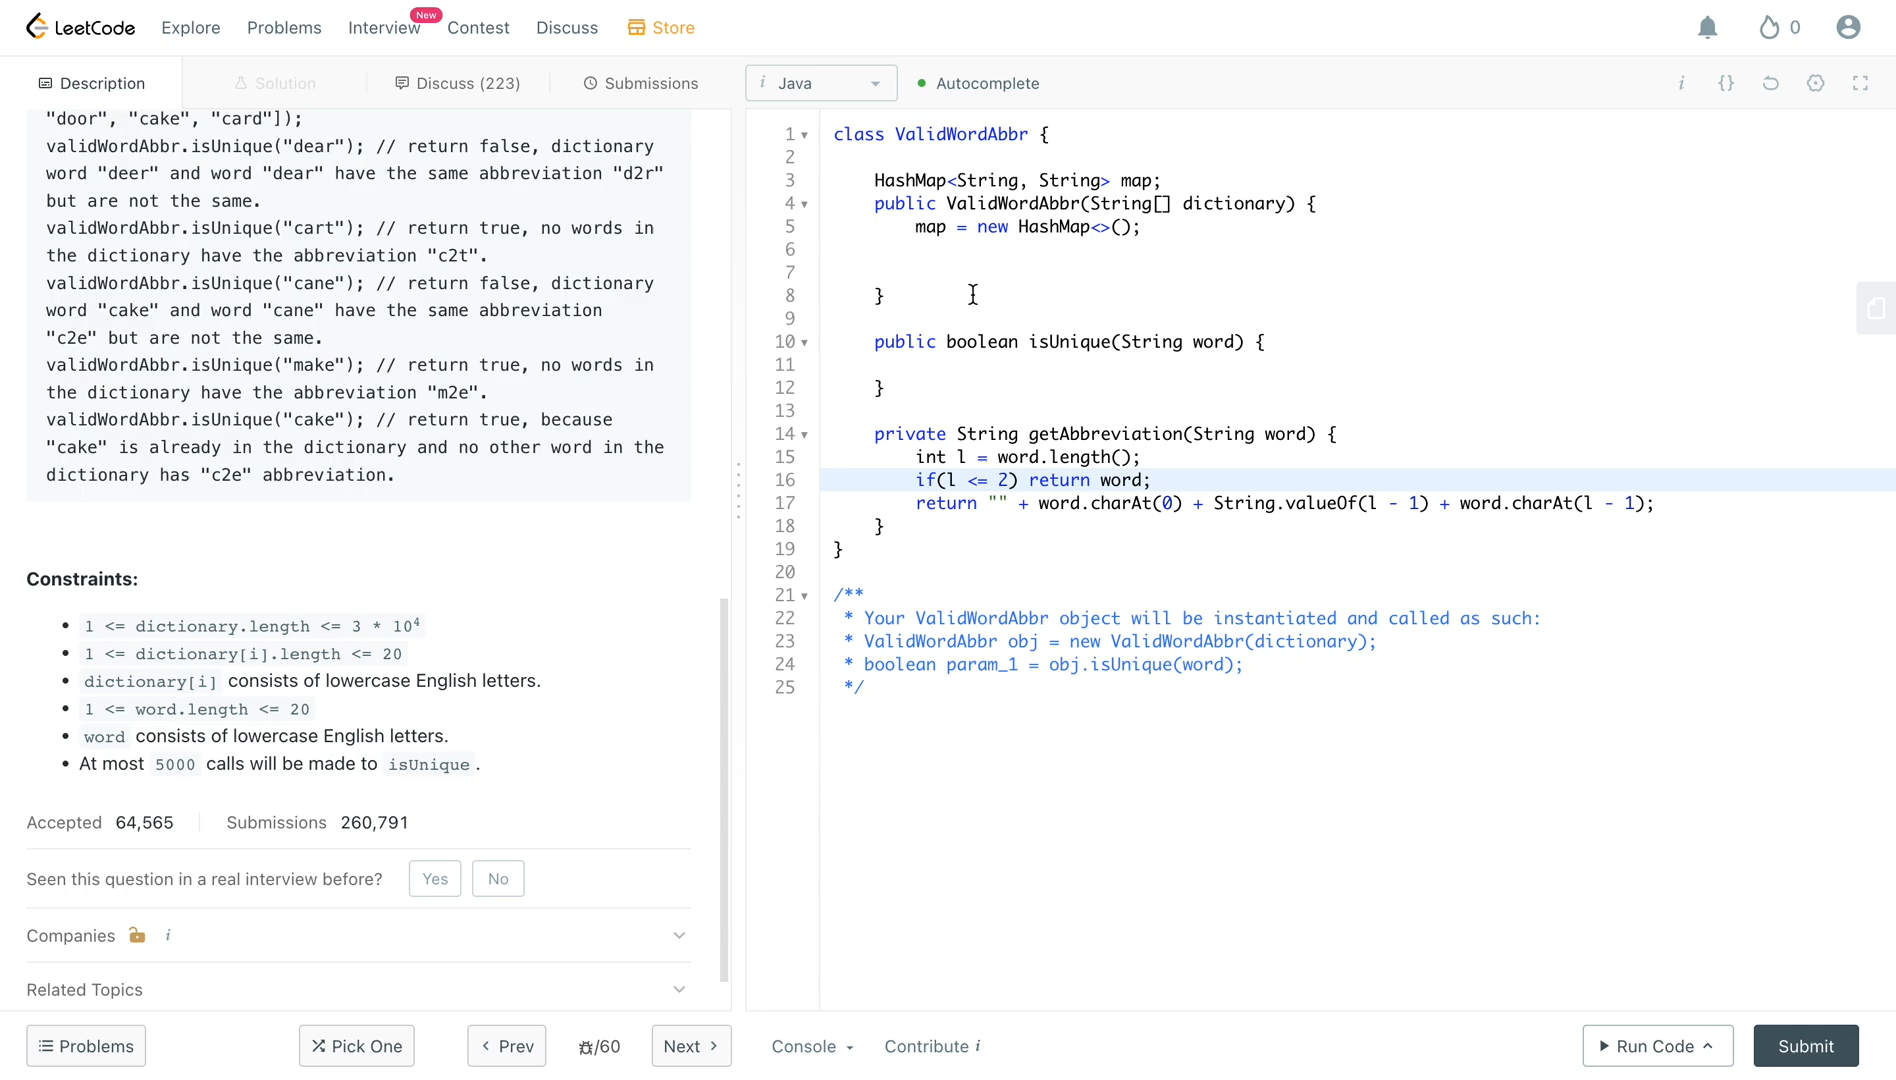 LeetCode Explore Problems Interview New Contest Discuss Store 0
Description Solution Discuss (223) Submissions i Java Autocomplete i {}
"door", "cake", "card"]);
validWordAbbr.isUnique("dear"); // return false, dictionary
word "deer" and word "dear" have the same abbreviation "d2r"
but are not the same.
validWordAbbr.isUnique("cart"); // return true, no words in
the dictionary have the abbreviation "c2t".
validWordAbbr.isUnique("cane"); // return false, dictionary
word "cake" and word "cane" have the same abbreviation
"c2e" but are not the same.
validWordAbbr.isUnique("make"); // return true, no words in
the dictionary have the abbreviation "m2e".
validWordAbbr.isUnique("cake"); // return true, because
"cake" is already in the dictionary and no other word in the
dictionary has "c2e" abbreviation.
Constraints:
• 1 <= dictionary.length <= 3 * 10⁴
• 1 <= dictionary[i].length <= 20
• dictionary[i] consists of lowercase English letters.
• 1 <= word.length <= 20
• word consists of lowercase English letters.
• At most 5000 calls will be made to isUnique.
Accepted 64,565 Submissions 260,791
Seen this question in a real interview before? Yes No
Companies i
Related Topics
1 class ValidWordAbbr {
2
3     HashMap<String, String> map;
4     public ValidWordAbbr(String[] dictionary) {
5         map = new HashMap<>();
6
7
8     }
9
10     public boolean isUnique(String word) {
11
12     }
13
14     private String getAbbreviation(String word) {
15         int l = word.length();
16         if(l <= 2) return word;
17         return "" + word.charAt(0) + String.valueOf(l - 1) + word.charAt(l - 1);
18     }
19 }
20
21 /**
22  * Your ValidWordAbbr object will be instantiated and called as such:
23  * ValidWordAbbr obj = new ValidWordAbbr(dictionary);
24  * boolean param_1 = obj.isUnique(word);
25  */
Problems Pick One Prev /60 Next Console Contribute i Run Code Submit